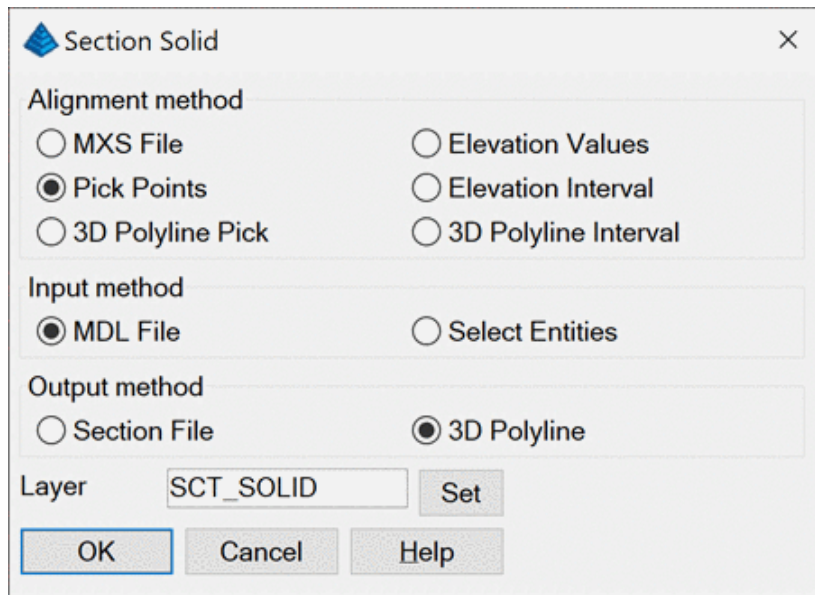 Section Solid
Alignment method
MXS File Elevation Values
Pick Points Elevation Interval
3D Polyline Pick 3D Polyline Interval
Input method
MDL File Select Entities
Output method
Section File 3D Polyline
Layer SCT_SOLID Set
OK Cancel Help